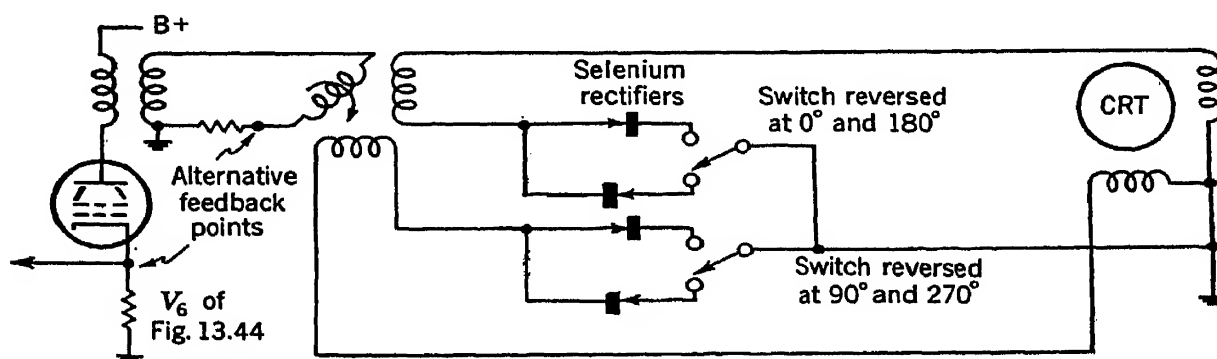 B+
Selenium
rectifiers
Switch reversed
at 0° and 180°
CRT
Alternative
feedback
points
Switch reversed
at 90° and 270°
V6 of
Fig. 13.44